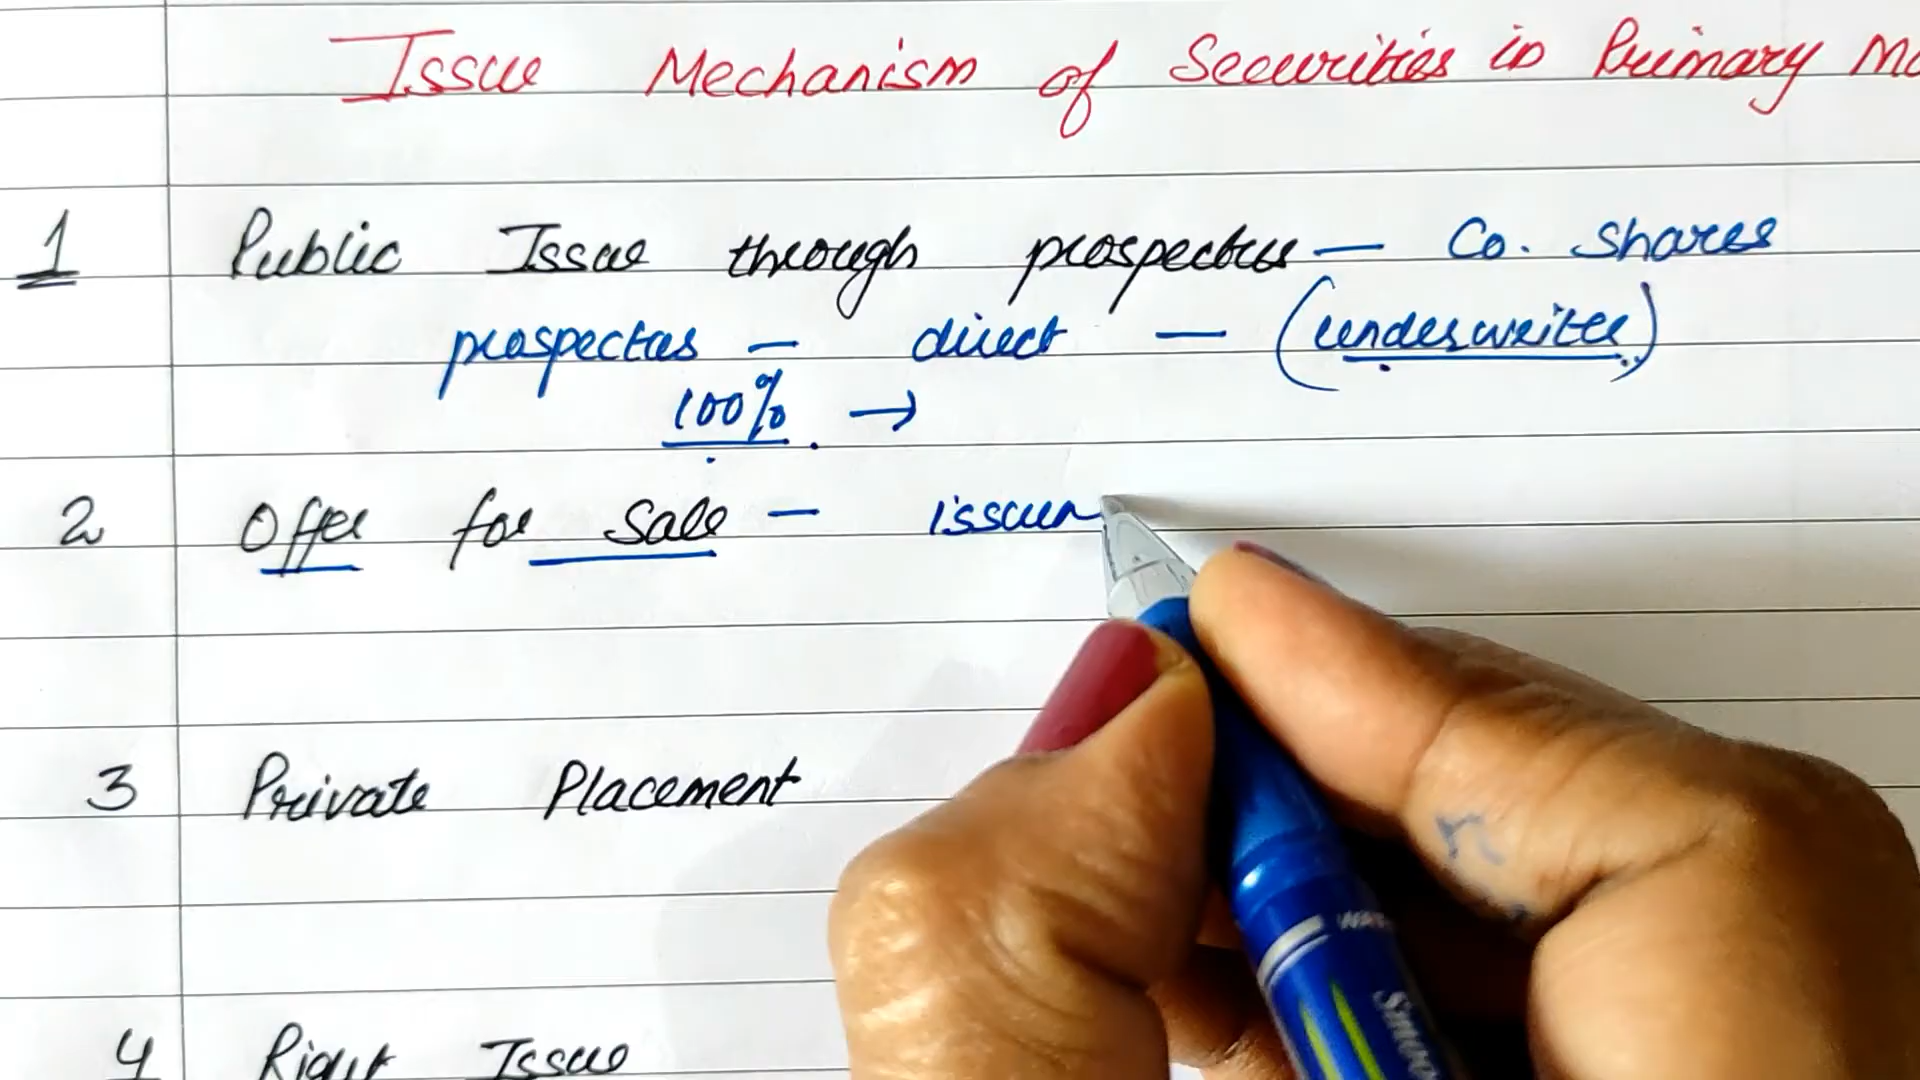 Issue Mechanism of Securities in Primary Ma
1 Public Issue through prospectus — Co. shares
prospectus — direct — (underwriter)
100% →
2 Offer for sale — issuer
3 Private Placement
4 Right Issue